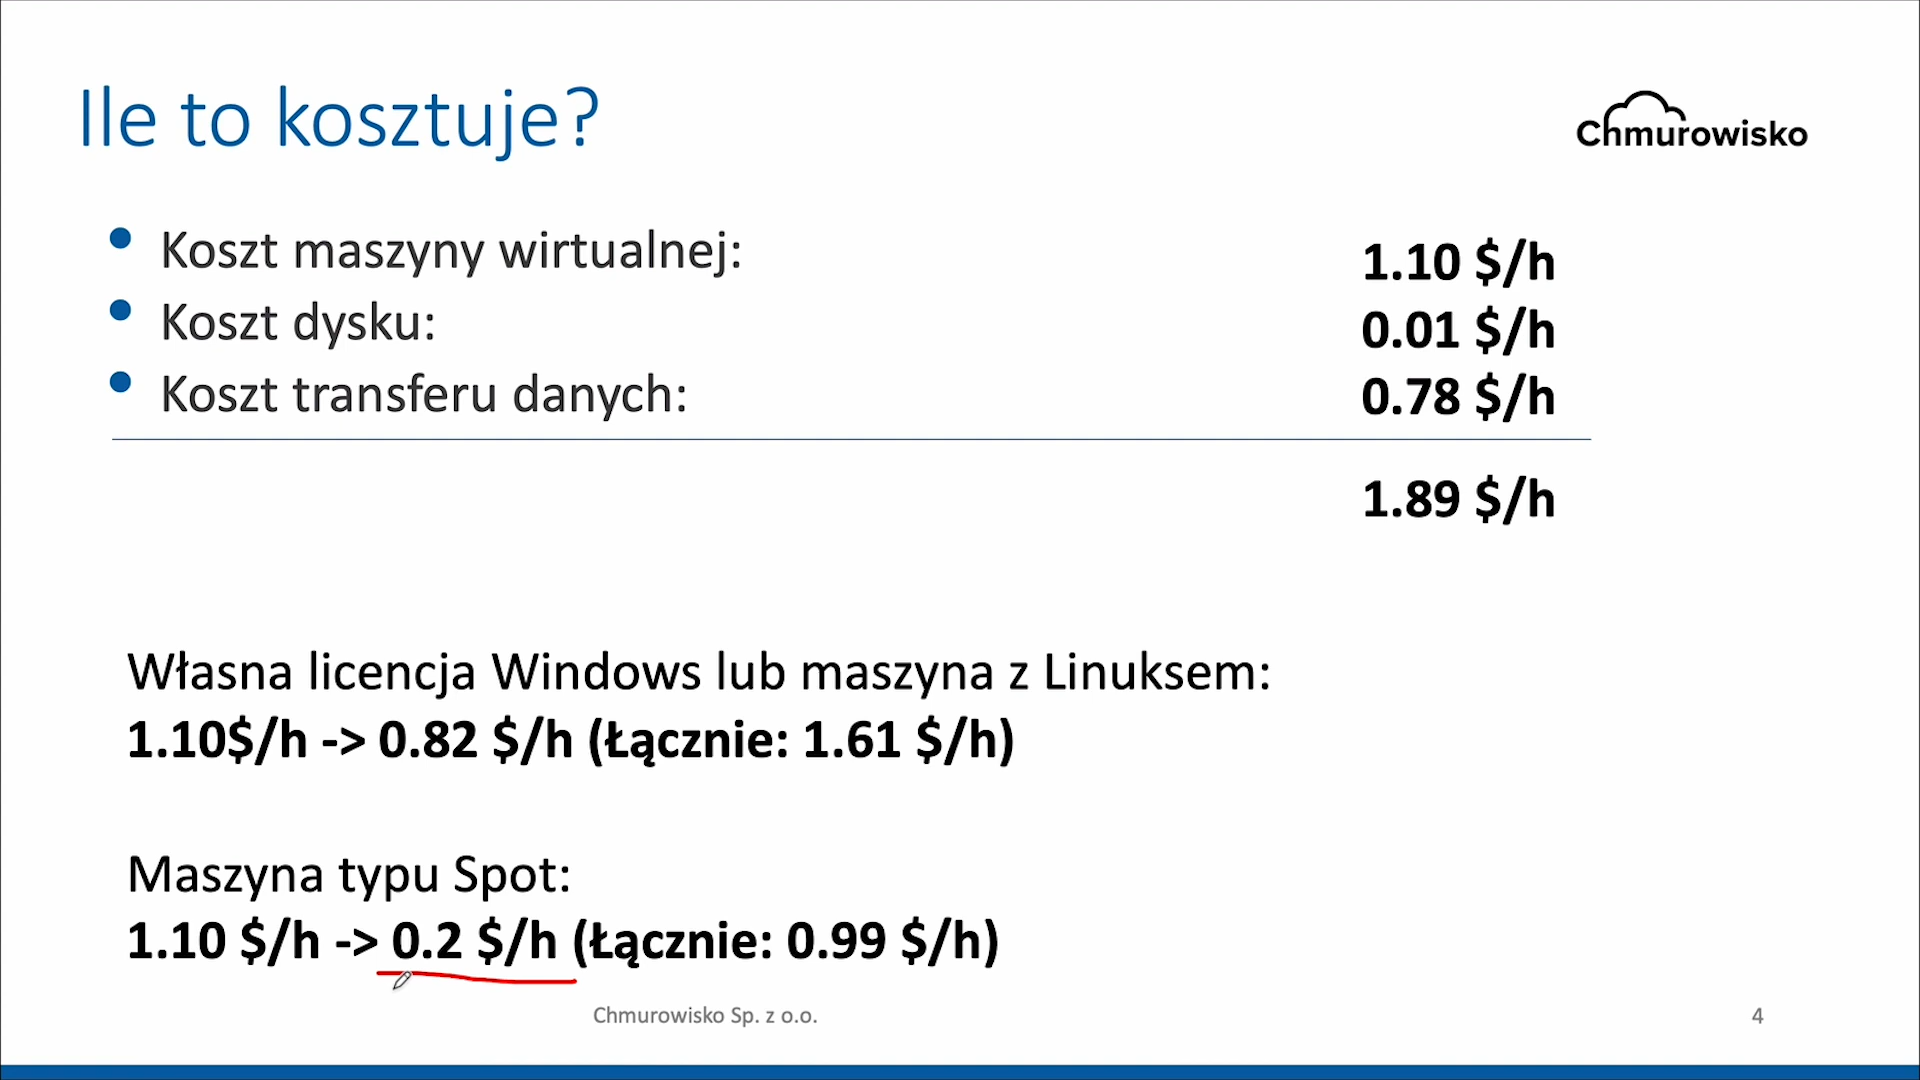 Ile to kosztuje?
Chmurowisko
Koszt maszyny wirtualnej: 1.10 $/h
Koszt dysku: 0.01 $/h
Koszt transferu danych: 0.78 $/h
1.89 $/h
Własna licencja Windows lub maszyna z Linuksem:
1.10$/h -> 0.82 $/h (Łącznie: 1.61 $/h)
Maszyna typu Spot:
1.10 $/h -> 0.2 $/h (Łącznie: 0.99 $/h)
Chmurowisko Sp. z o.o.
4